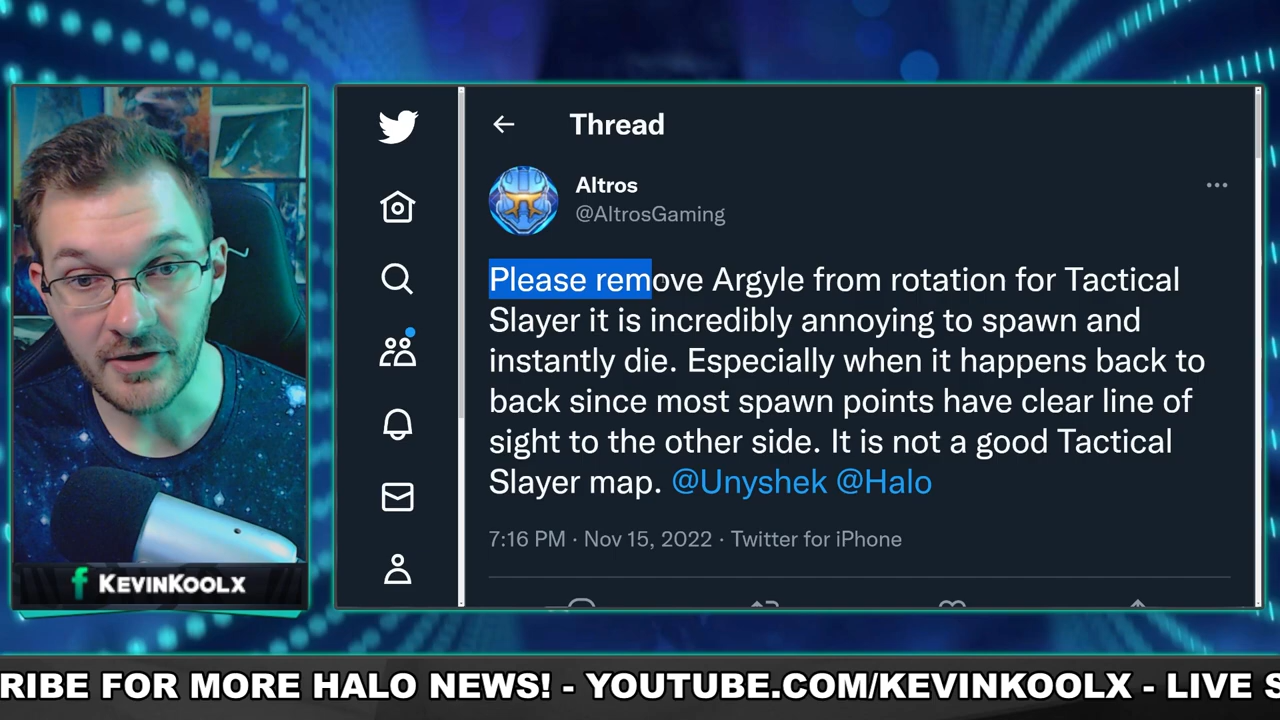 Thread
Altros
@AltrosGaming
Please remove Argyle from rotation for Tactical
Slayer it is incredibly annoying to spawn and
instantly die. Especially when it happens back to
back since most spawn points have clear line of
sight to the other side. It is not a good Tactical
Slayer map. @Unyshek @Halo
7:16 PM · Nov 15, 2022 · Twitter for iPhone
f KEVINKOOLX
RIBE FOR MORE HALO NEWS! - YOUTUBE.COM/KEVINKOOLX - LIVE S